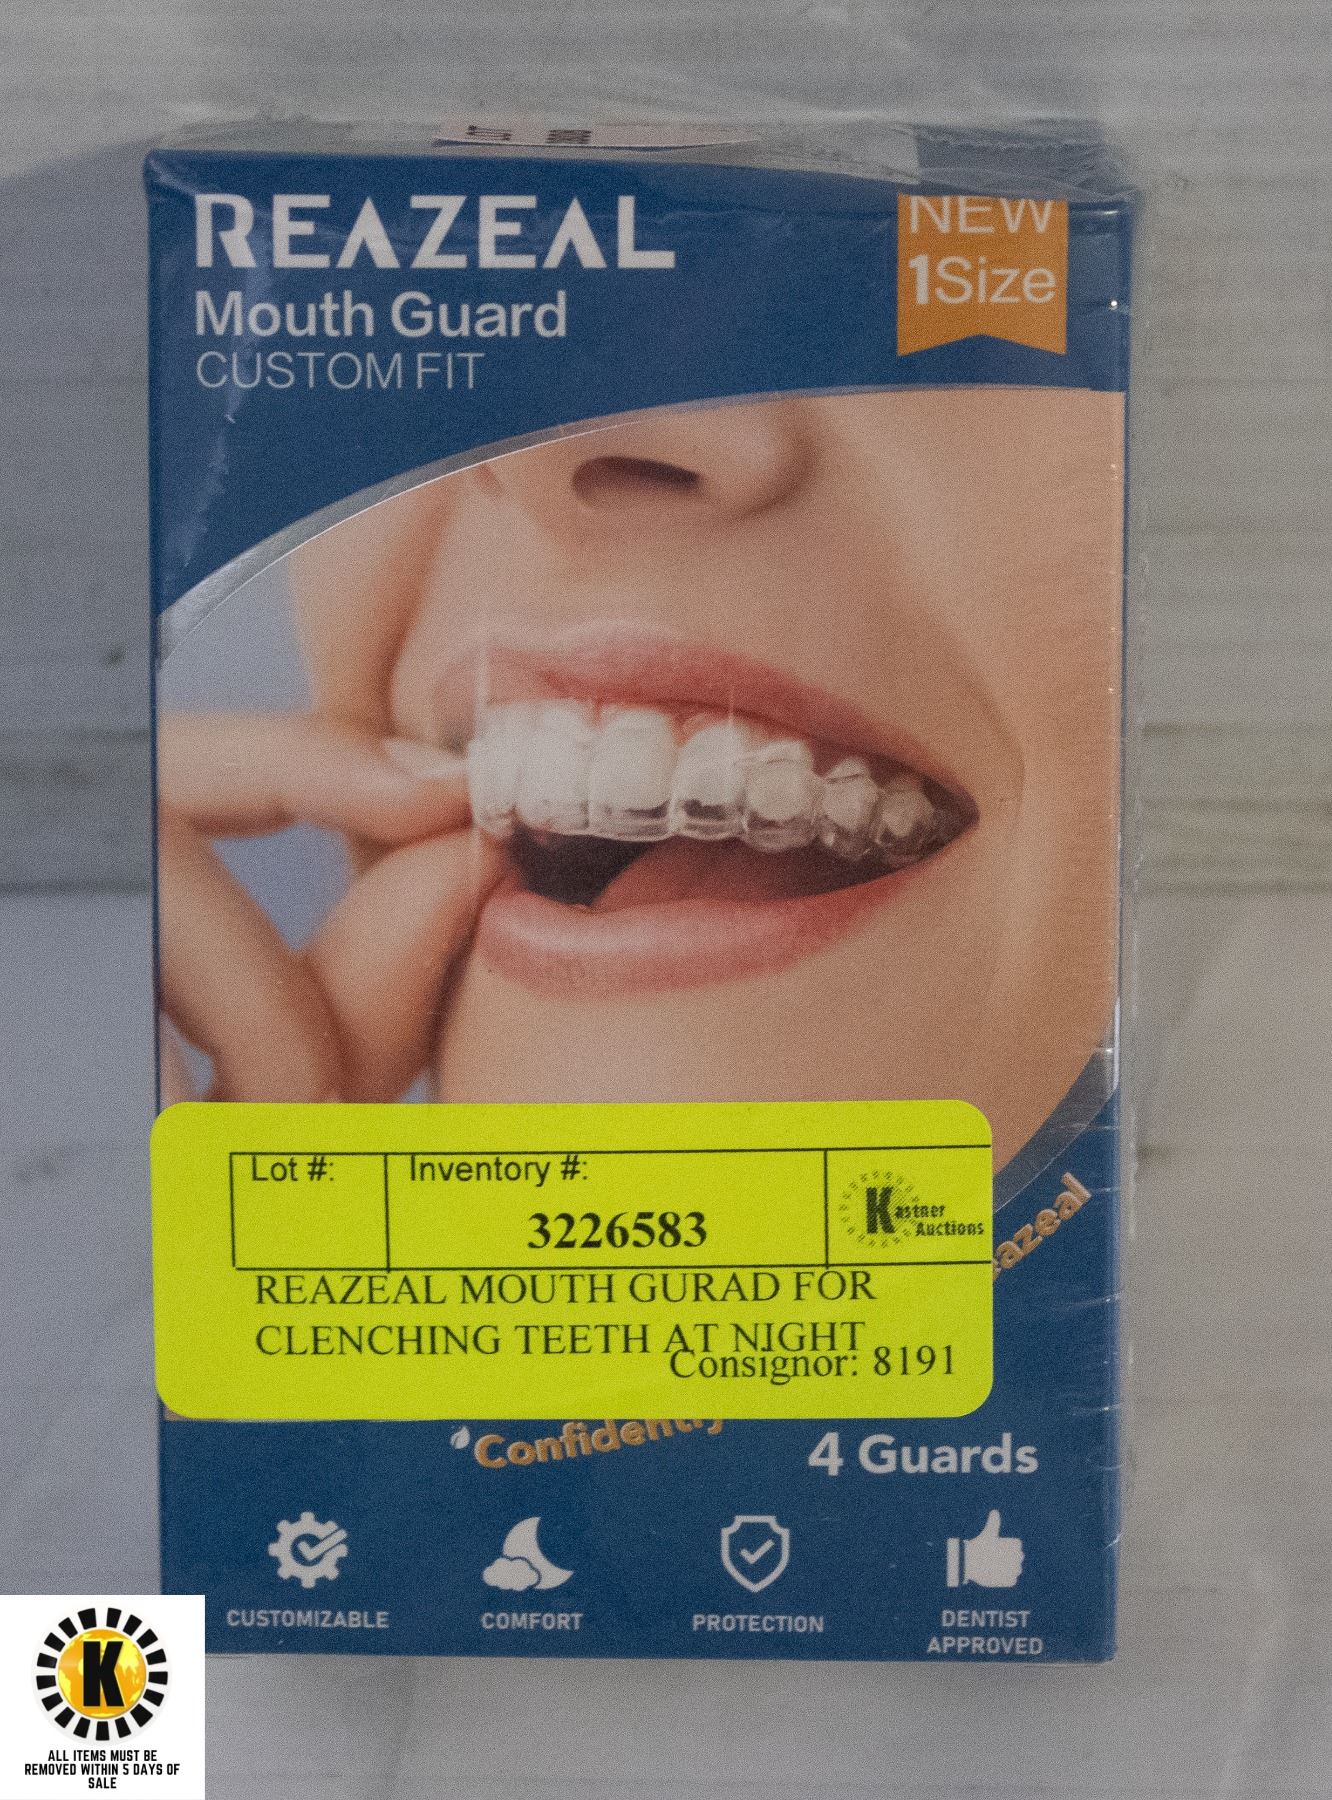 REAZEAL
Mouth Guard
CUSTOM FIT
NEW
1Size
Lot #:
Inventory #:
3226583
Kastner
Auctions
REAZEAL MOUTH GURAD FOR
CLENCHING TEETH AT NIGHT
Consignor: 8191
azeal
Confidently
4 Guards
CUSTOMIZABLE
COMFORT
PROTECTION
DENTIST
APPROVED
K
ALL ITEMS MUST BE
REMOVED WITHIN 5 DAYS OF
SALE